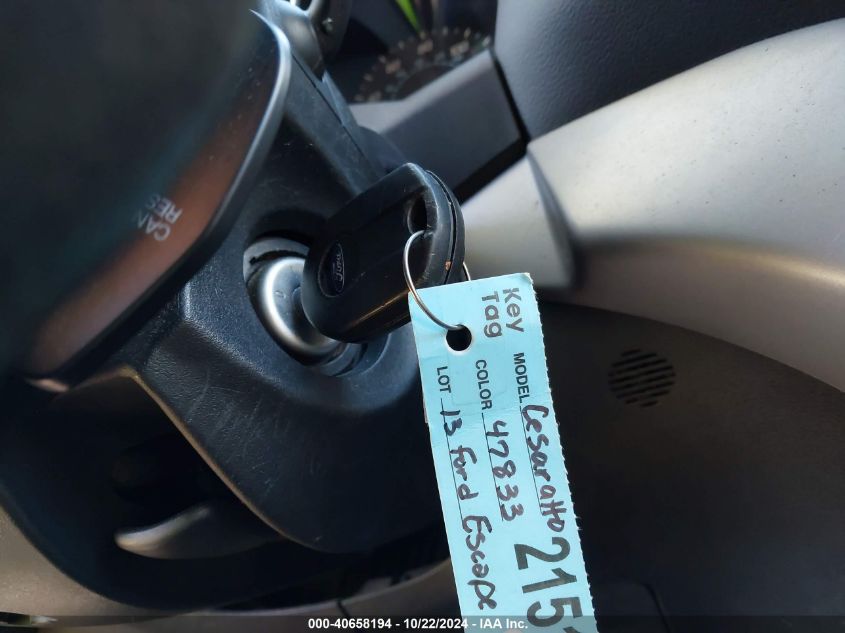 CAN
RES
Ford
Key
Tag
MODEL Cesaratto
COLOR 47833
LOT 13 Ford Escape
000-40658194 - 10/22/2024 - IAA Inc.